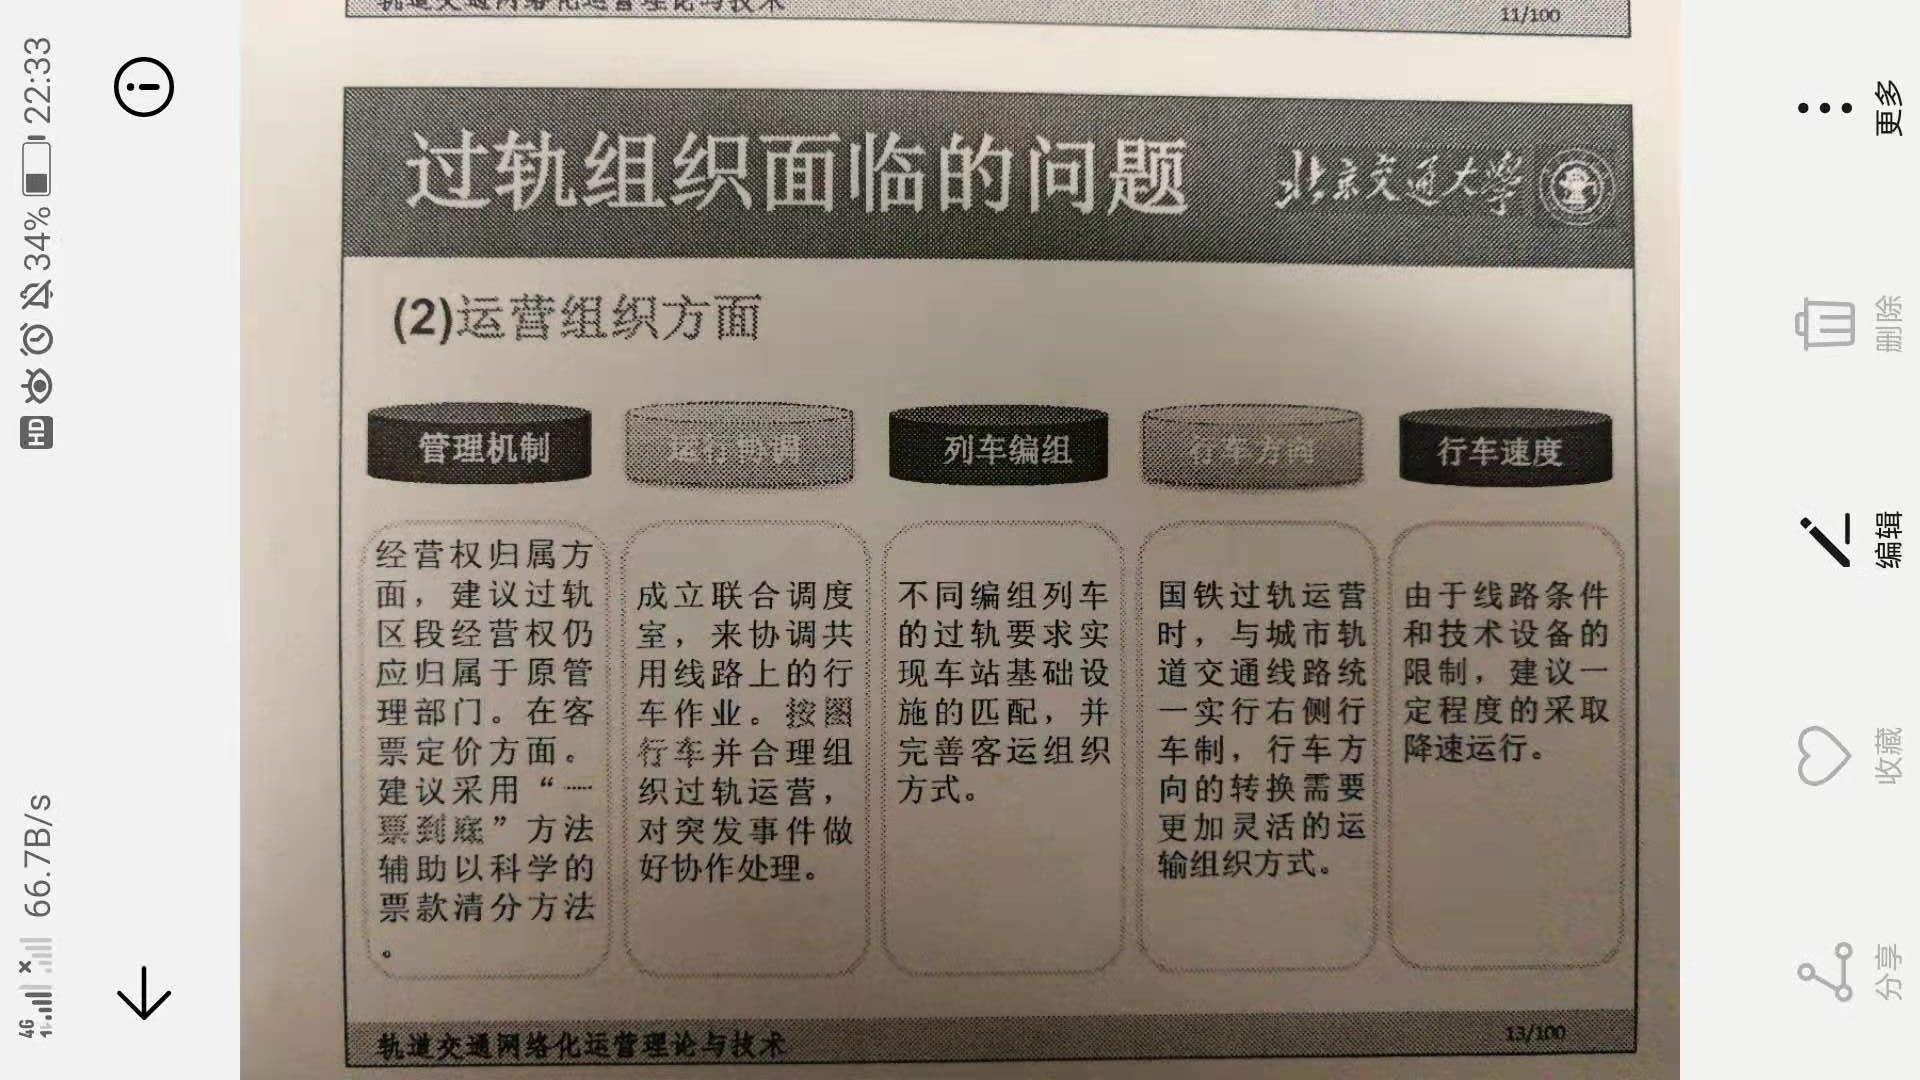 轨道交通网络化运营理论与技术
11/100
过轨组织面临的问题
北京交通大学
(2)运营组织方面
管理机制
运行协调
列车编组
行车方向
行车速度
经营权归属方
面，建议过轨
区段经营权仍
应归属于原管
理部门。在客
票定价方面。
建议采用“一
票到底”方法
辅助以科学的
票款清分方法
。
成立联合调度
室，来协调共
用线路上的行
车作业。按图
行车并合理组
织过轨运营，
对突发事件做
好协作处理。
不同编组列车
的过轨要求实
现车站基础设
施的匹配，并
完善客运组织
方式。
国铁过轨运营
时，与城市轨
道交通线路统
一实行右侧行
车制，行车方
向的转换需要
更加灵活的运
输组织方式。
由于线路条件
和技术设备的
限制，建议一
定程度的采取
降速运行。
轨道交通网络化运营理论与技术
13/100
4G
66.7B/s
HD
34%
22:33
分享
收藏
编辑
删除
更多